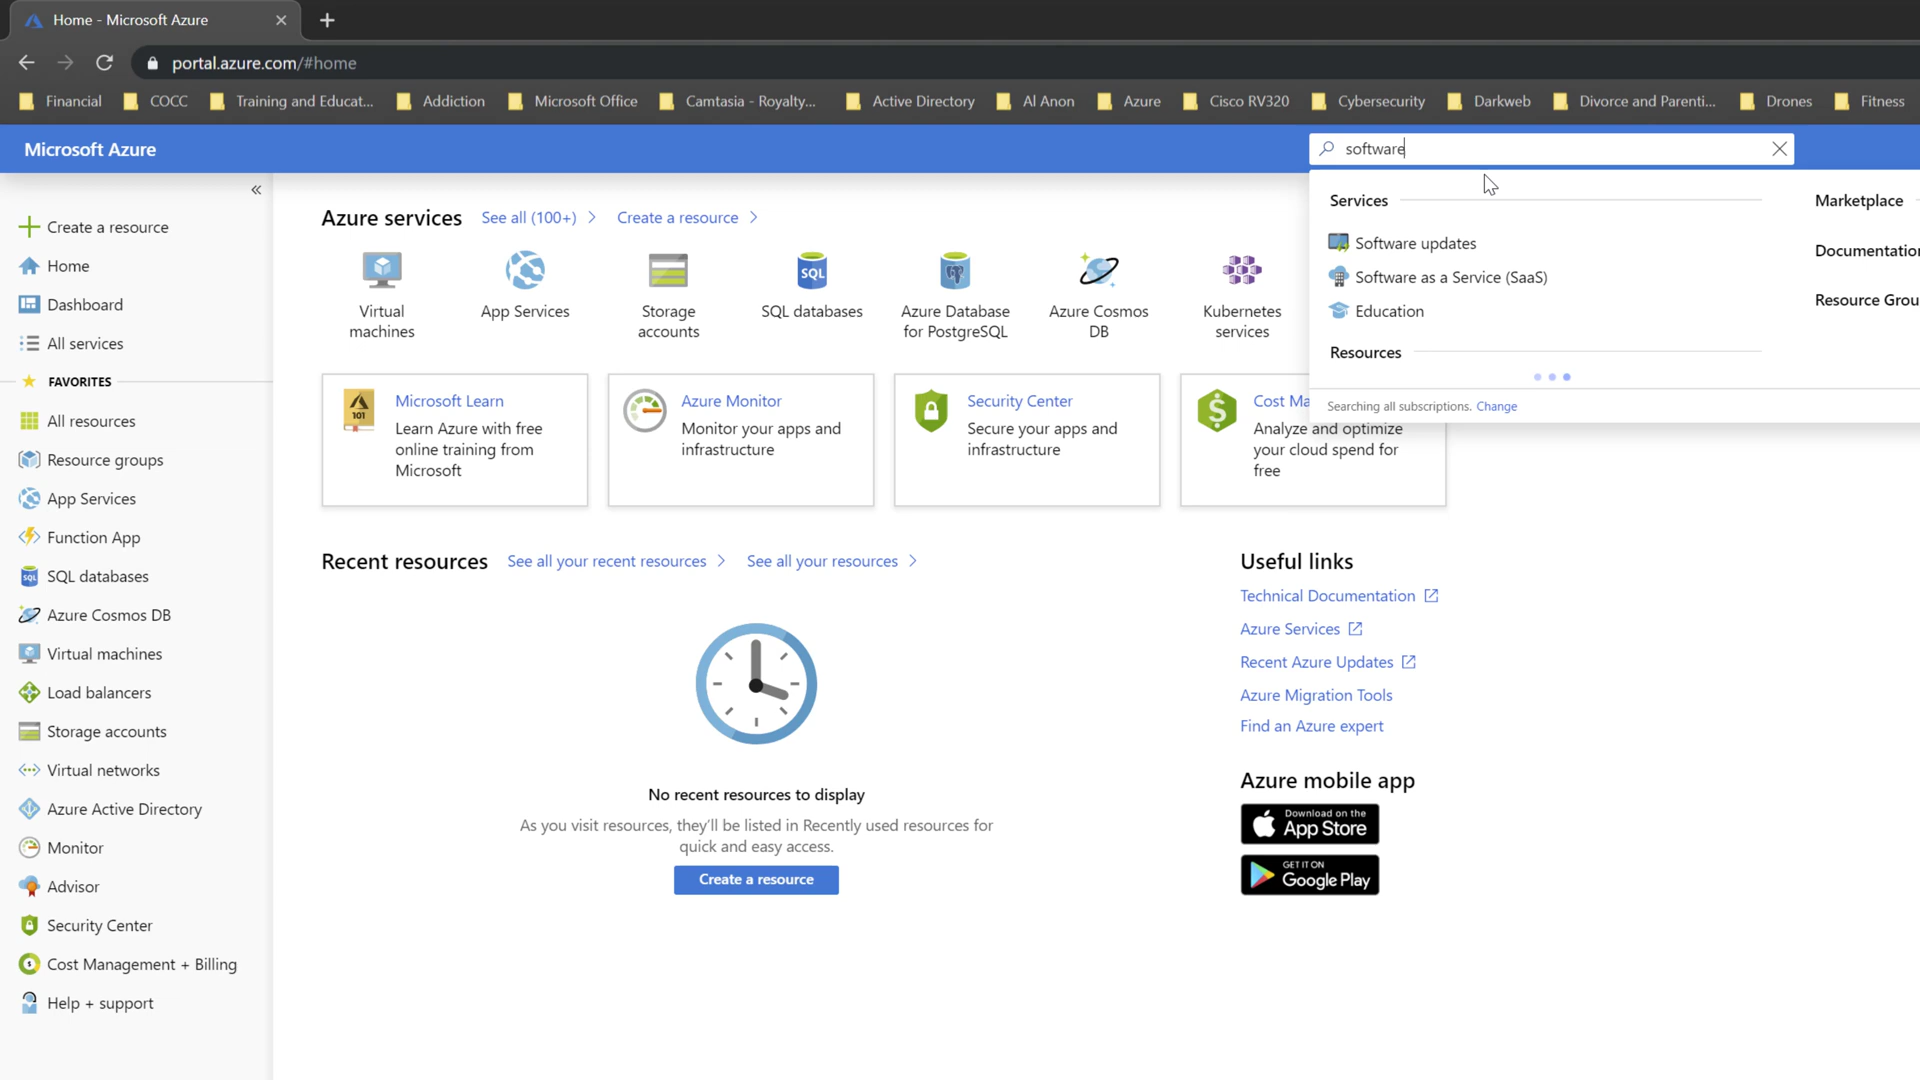 Home - Microsoft Azure
portal.azure.com/#home
Financial
COCC
Training and Educat...
Addiction
Microsoft Office
Camtasia - Royalty...
Active Directory
Al Anon
Azure
Cisco RV320
Cybersecurity
Darkweb
Divorce and Parenti...
Drones
Fitness
Microsoft Azure
software
Create a resource
Home
Dashboard
All services
FAVORITES
All resources
Resource groups
App Services
Function App
SQL databases
Azure Cosmos DB
Virtual machines
Load balancers
Storage accounts
Virtual networks
Azure Active Directory
Monitor
Advisor
Security Center
Cost Management + Billing
Help + support
Azure services
See all (100+)
Create a resource
Virtual
machines
App Services
Storage
accounts
SQL
SQL databases
Azure Database
for PostgreSQL
Azure Cosmos
DB
Kubernetes
services
Services
Software updates
Software as a Service (SaaS)
Education
Resources
Searching all subscriptions. Change
Marketplace
Documentatio
Resource Grou
101
Microsoft Learn
Learn Azure with free
online training from
Microsoft
Azure Monitor
Monitor your apps and
infrastructure
Security Center
Secure your apps and
infrastructure
Cost Ma
Analyze and optimize
your cloud spend for
free
Recent resources
See all your recent resources
See all your resources
No recent resources to display
As you visit resources, they'll be listed in Recently used resources for
quick and easy access.
Create a resource
Useful links
Technical Documentation
Azure Services
Recent Azure Updates
Azure Migration Tools
Find an Azure expert
Azure mobile app
Download on the
App Store
GET IT ON
Google Play